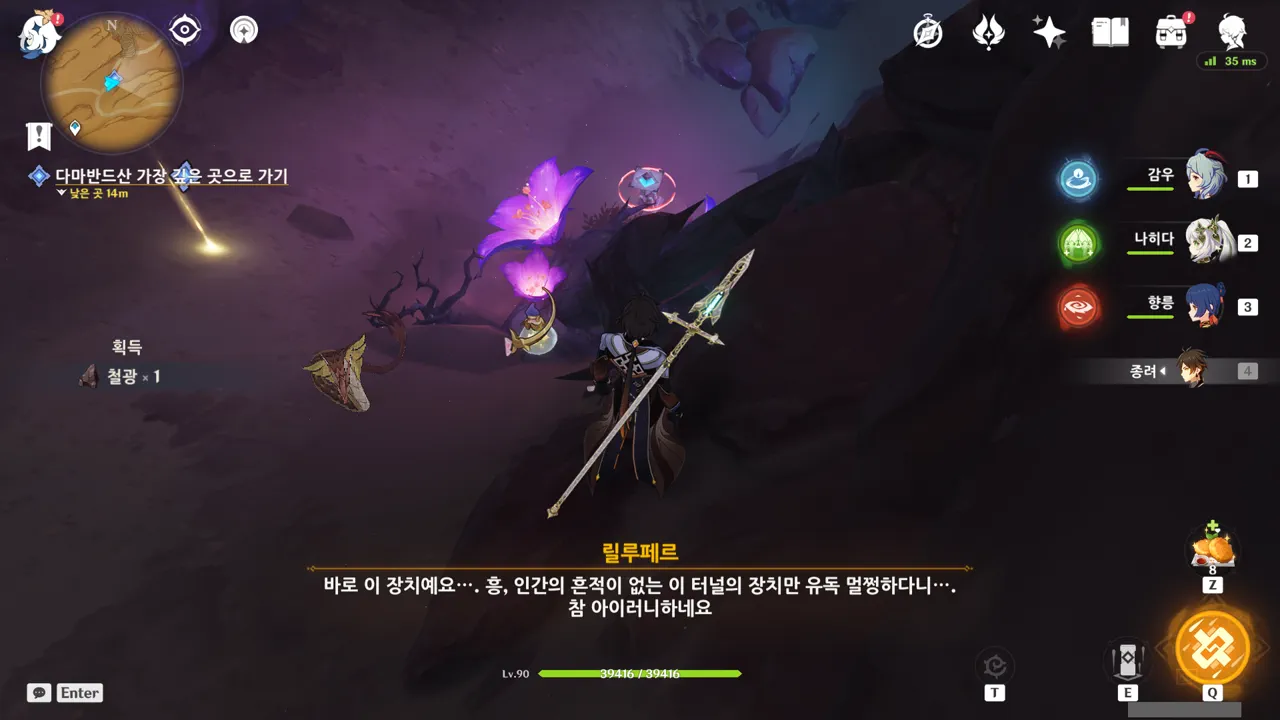 N
35 ms
다마반드산 가장 깊은 곳으로 가기
낮은 곳 14m
감우 1
나히다 2
향릉 3
종려 4
획득
철광 × 1
릴루페르
바로 이 장치예요…. 흥, 인간의 흔적이 없는 이 터널의 장치만 유독 멀쩡하다니….
참 아이러니하네요
8
Z
Lv.90 39416 / 39416
Enter
T E Q